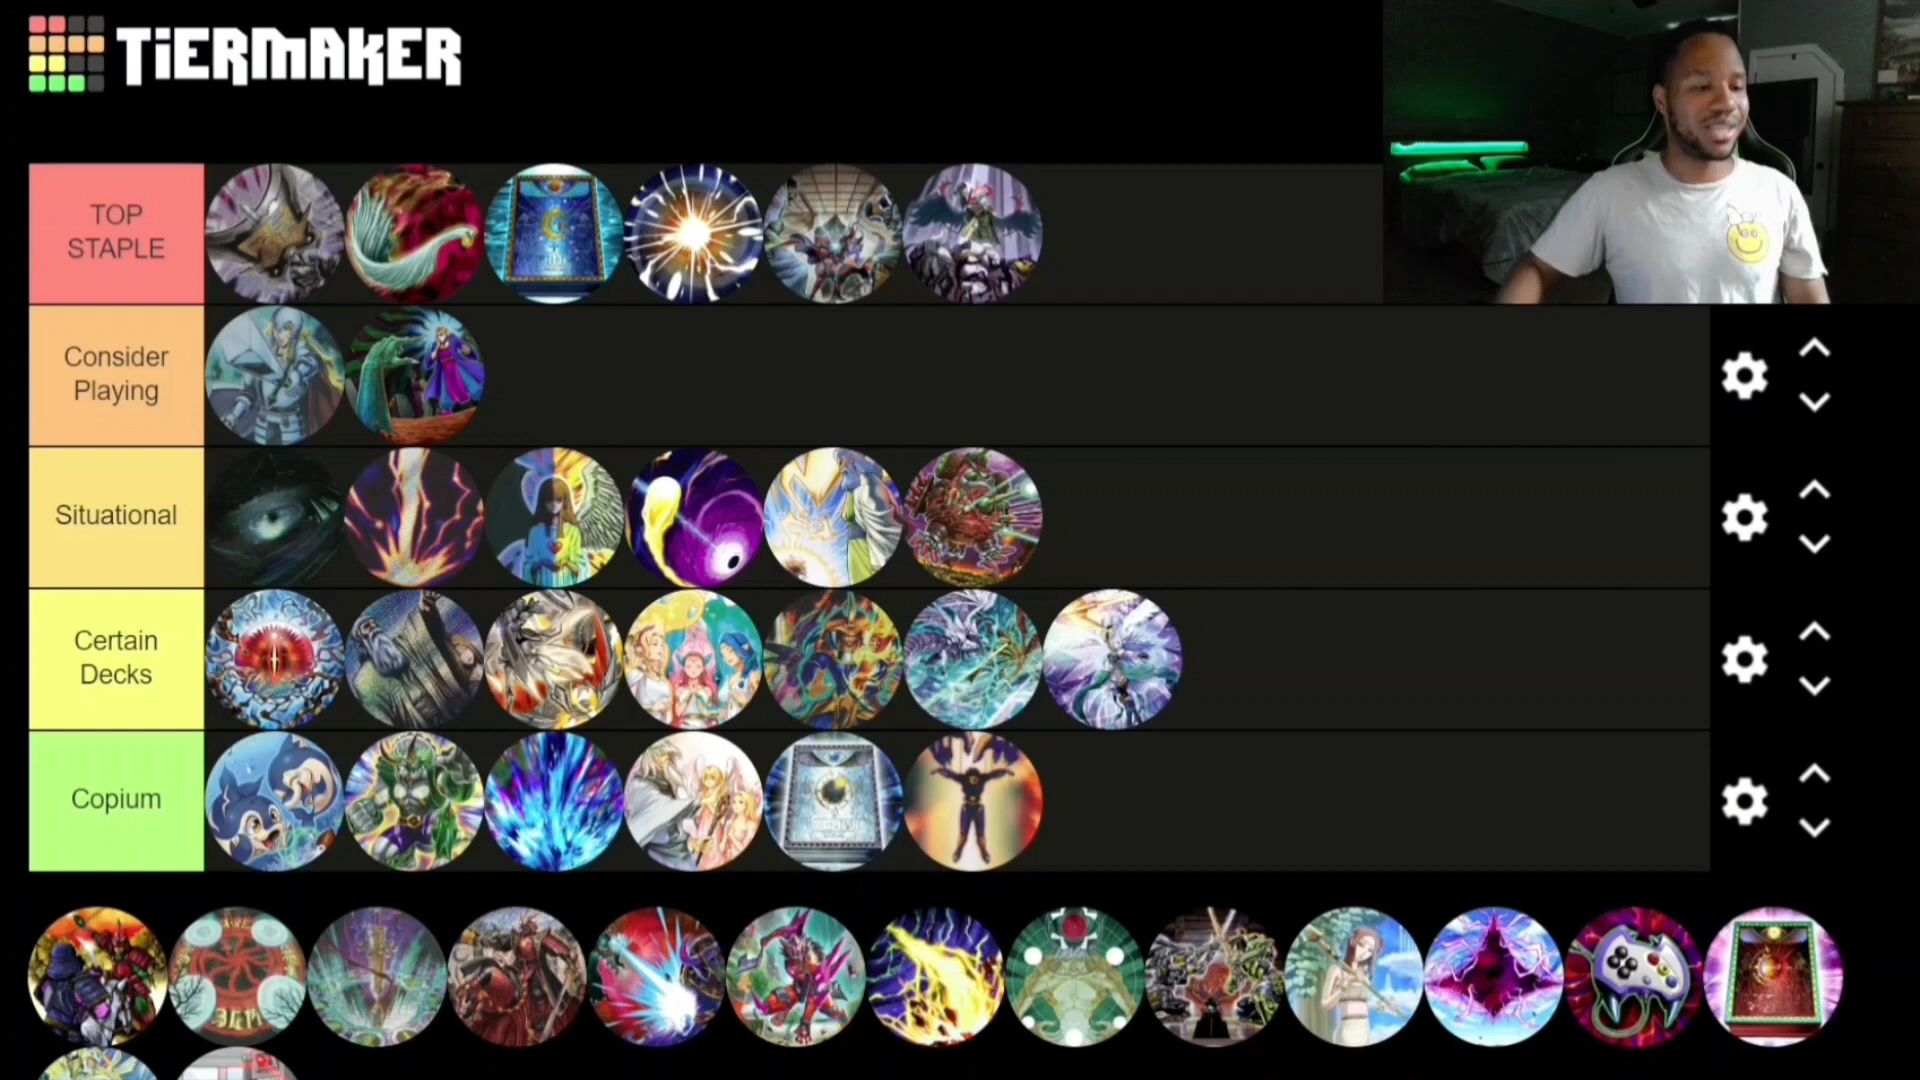 TiERMAKER
TOP
STAPLE
Consider
Playing
Situational
Certain
Decks
Copium